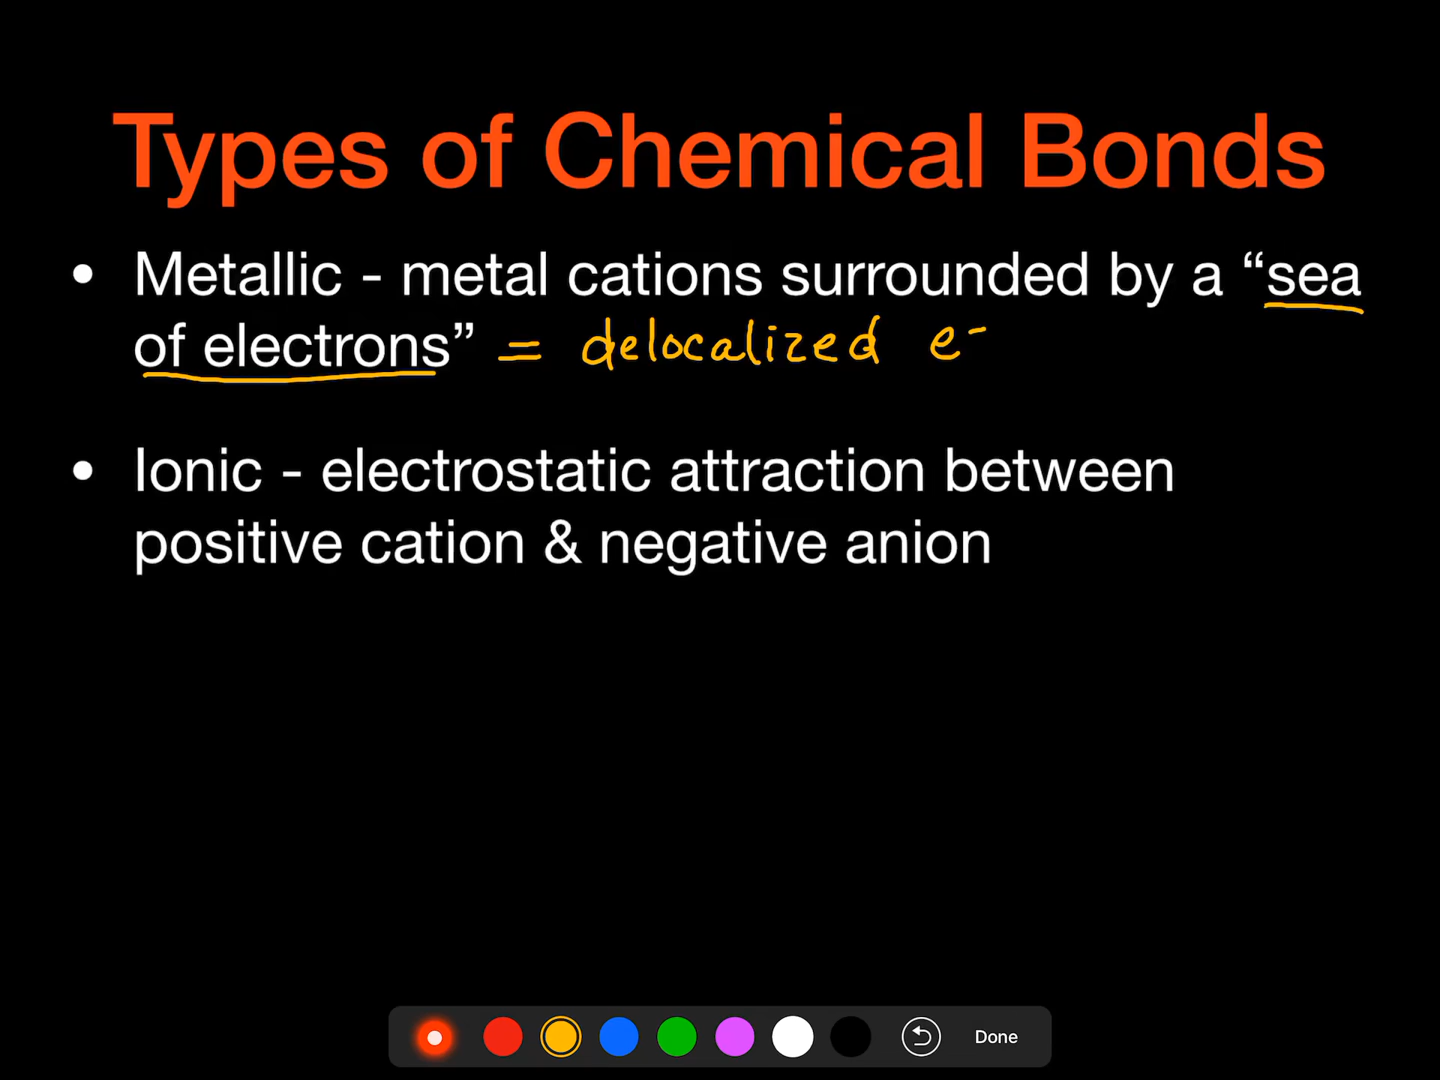 Types of Chemical Bonds
• Metallic - metal cations surrounded by a “sea
of electrons” = delocalized e⁻
• Ionic - electrostatic attraction between
positive cation & negative anion
Done